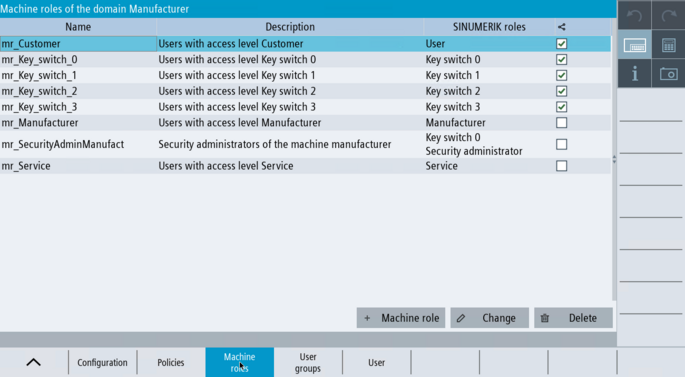 Machine roles of the domain Manufacturer
Name Description SINUMERIK roles
mr_Customer Users with access level Customer User
mr_Key_switch_0 Users with access level Key switch 0 Key switch 0
mr_Key_switch_1 Users with access level Key switch 1 Key switch 1
mr_Key_switch_2 Users with access level Key switch 2 Key switch 2
mr_Key_switch_3 Users with access level Key switch 3 Key switch 3
mr_Manufacturer Users with access level Manufacturer Manufacturer
mr_SecurityAdminManufact Security administrators of the machine manufacturer Key switch 0
Security administrator
mr_Service Users with access level Service Service
+ Machine role Change Delete
Configuration Policies Machine roles User groups User